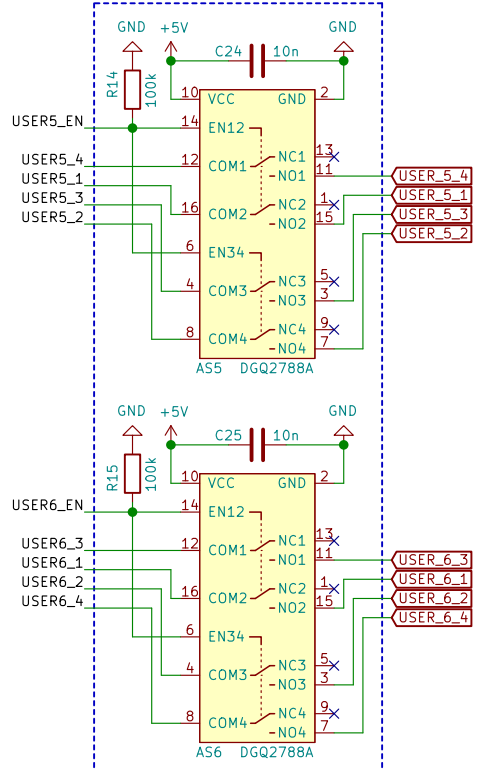 GND +5V GND
C24 10n
R14 100k
10 VCC GND 2
USER5_EN 14 EN12
NC1 13
USER5_4 12 COM1 NO1 11 USER_5_4
USER5_1 NC2 1 USER_5_1
USER5_3 16 COM2 NO2 15 USER_5_3
USER5_2 USER_5_2
6 EN34
NC3 5
4 COM3 NO3 3
NC4 9
8 COM4 NO4 7
AS5 DGQ2788A
GND +5V GND
C25 10n
R15 100k
10 VCC GND 2
USER6_EN 14 EN12
NC1 13
USER6_3 12 COM1 NO1 11 USER_6_3
USER6_1 NC2 1 USER_6_1
USER6_2 16 COM2 NO2 15 USER_6_2
USER6_4 USER_6_4
6 EN34
NC3 5
4 COM3 NO3 3
NC4 9
8 COM4 NO4 7
AS6 DGQ2788A